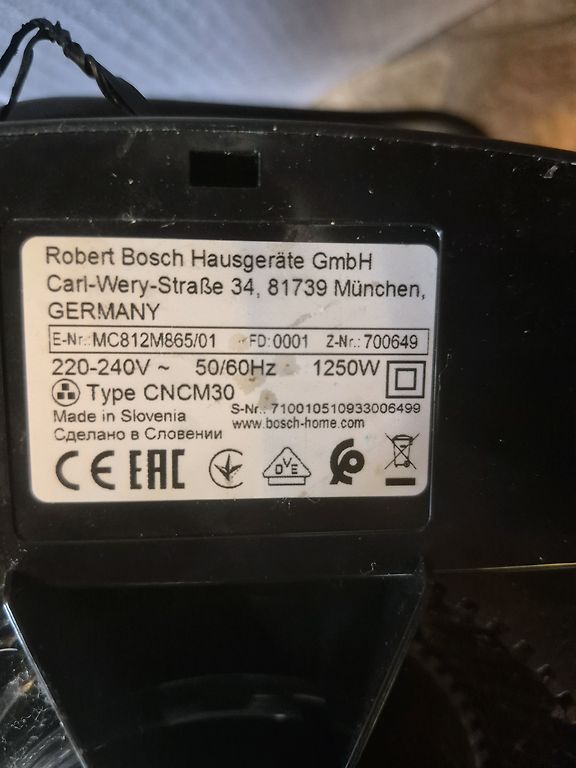 Robert Bosch Hausgeräte GmbH
Carl-Wery-Straße 34, 81739 München,
GERMANY
E-Nr.: MC812M865/01 FD:0001 Z-Nr.: 700649
220-240V ~ 50/60Hz 1250W
Type CNCM30
S-Nr.: 710010510933006499
Made in Slovenia
www.bosch-home.com
Сделано в Словении
CE EAC
OVE